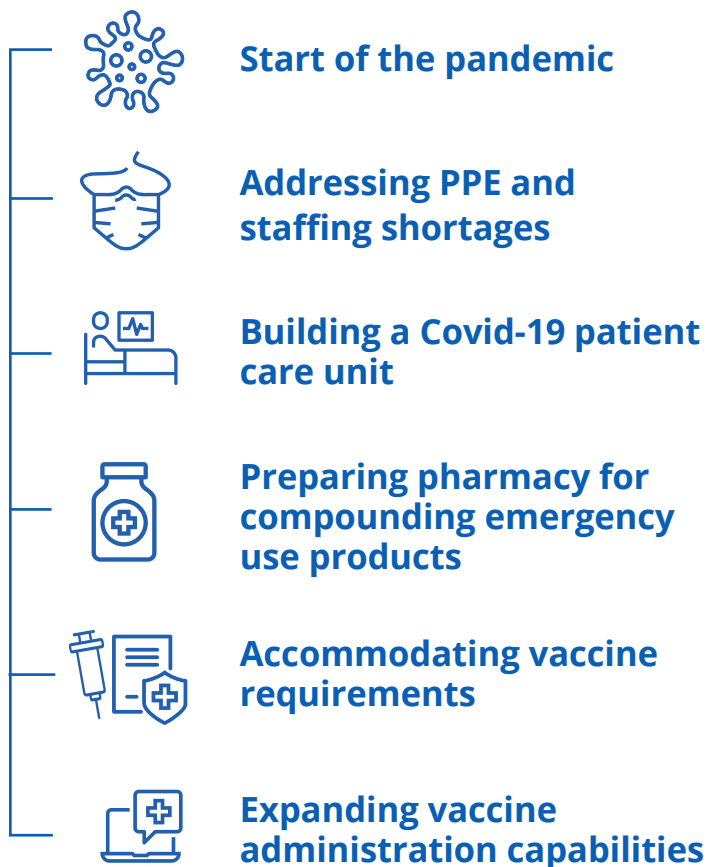 Start of the pandemic
Addressing PPE and
staffing shortages
Building a Covid-19 patient
care unit
Preparing pharmacy for
compounding emergency
use products
Accommodating vaccine
requirements
Expanding vaccine
administration capabilities